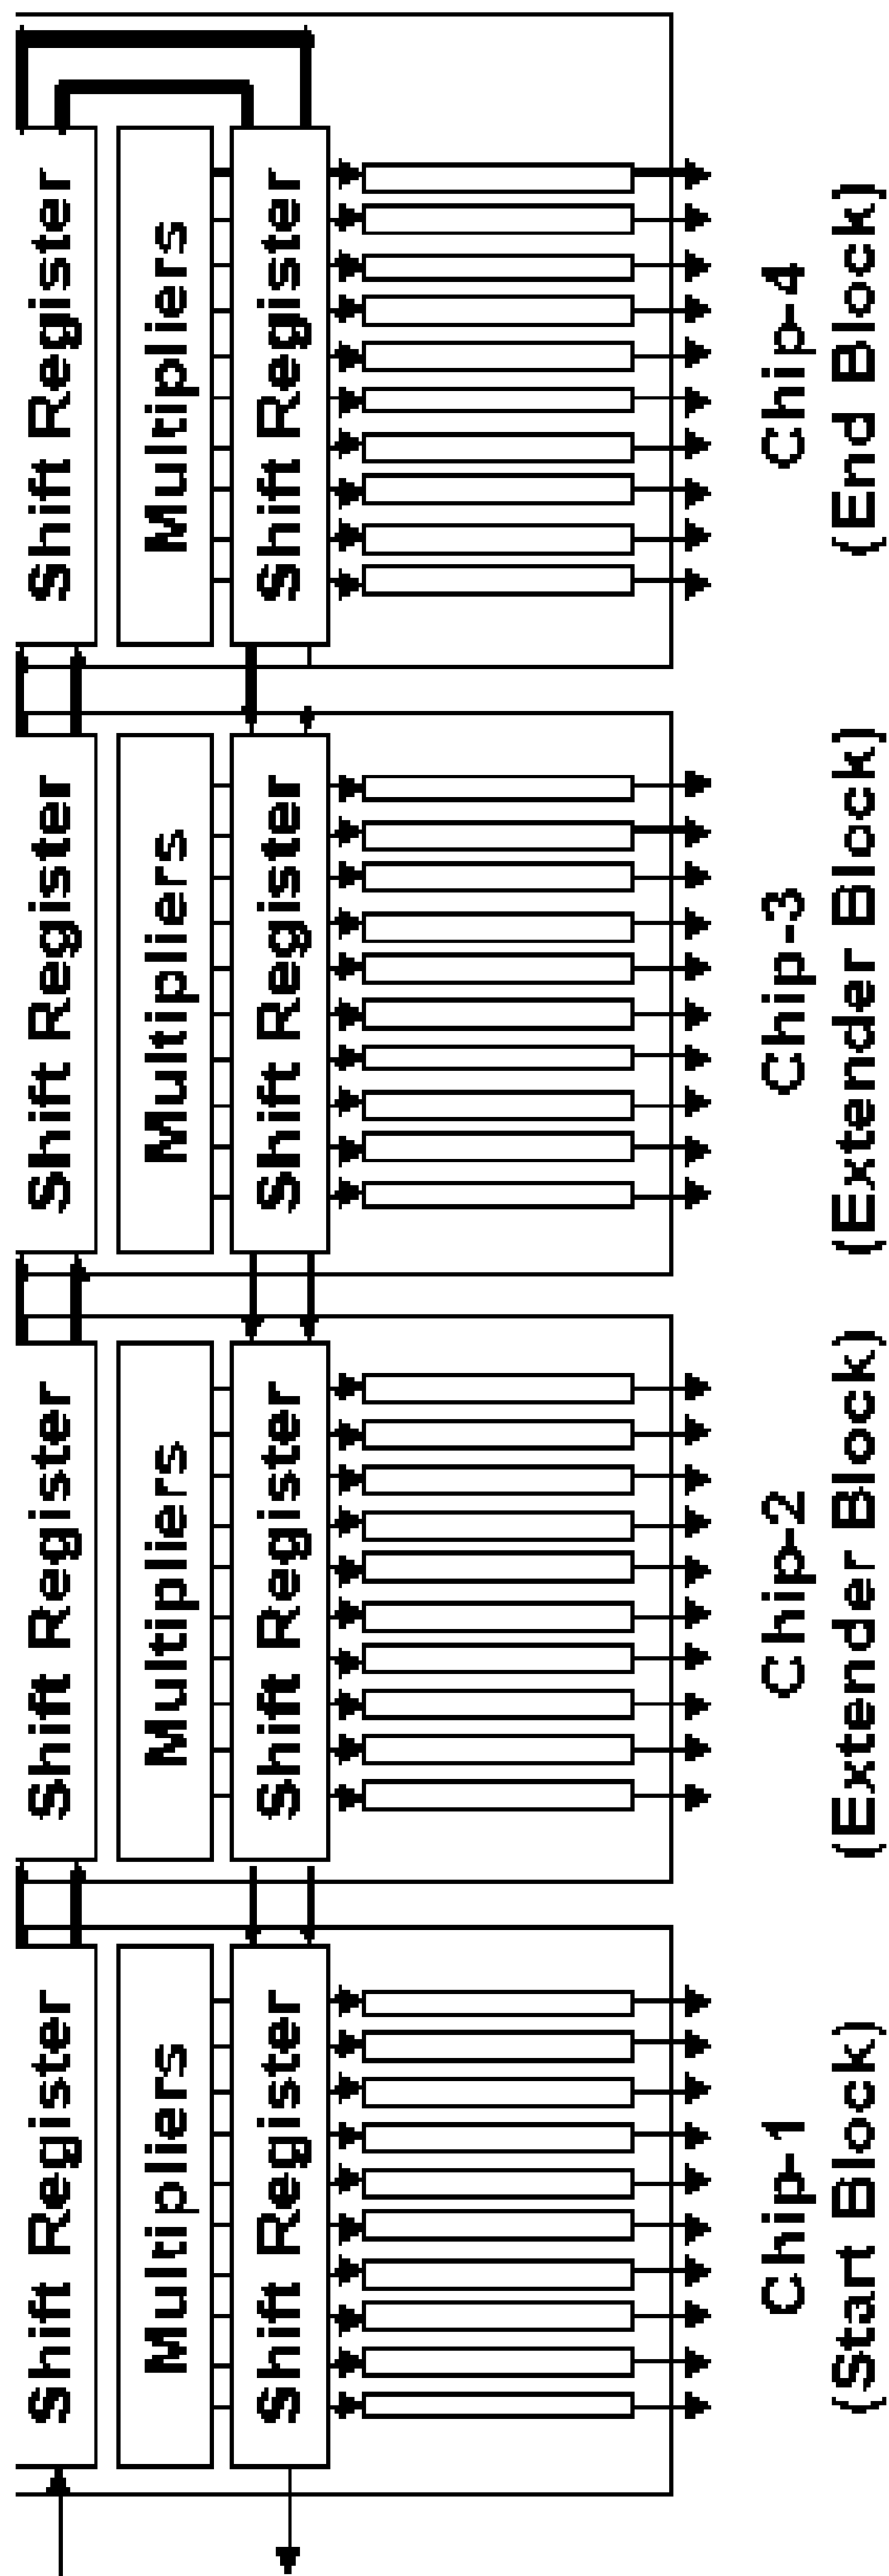 Shift Register
Multipliers
Shift Register
Chip-1
(Start Block)
Shift Register
Multipliers
Shift Register
Chip-2
(Extender Block)
Shift Register
Multipliers
Shift Register
Chip-3
(Extender Block)
Shift Register
Multipliers
Shift Register
Chip-4
(End Block)